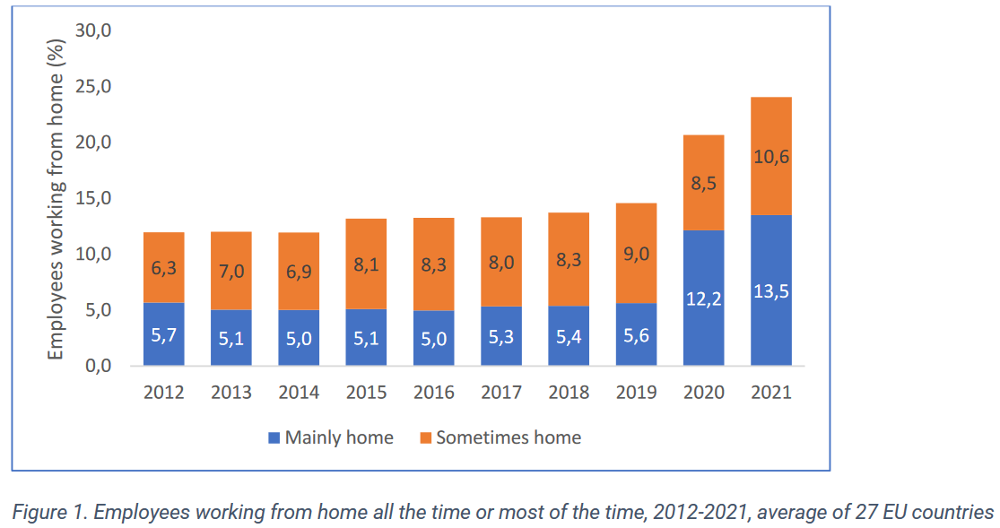 Employees working from home (%)
30,0
25,0
20,0
15,0
10,0
5,0
0,0
6,3 7,0 6,9 8,1 8,3 8,0 8,3 9,0 8,5 10,6
5,7 5,1 5,0 5,1 5,0 5,3 5,4 5,6 12,2 13,5
2012 2013 2014 2015 2016 2017 2018 2019 2020 2021
Mainly home Sometimes home
Figure 1. Employees working from home all the time or most of the time, 2012-2021, average of 27 EU countries